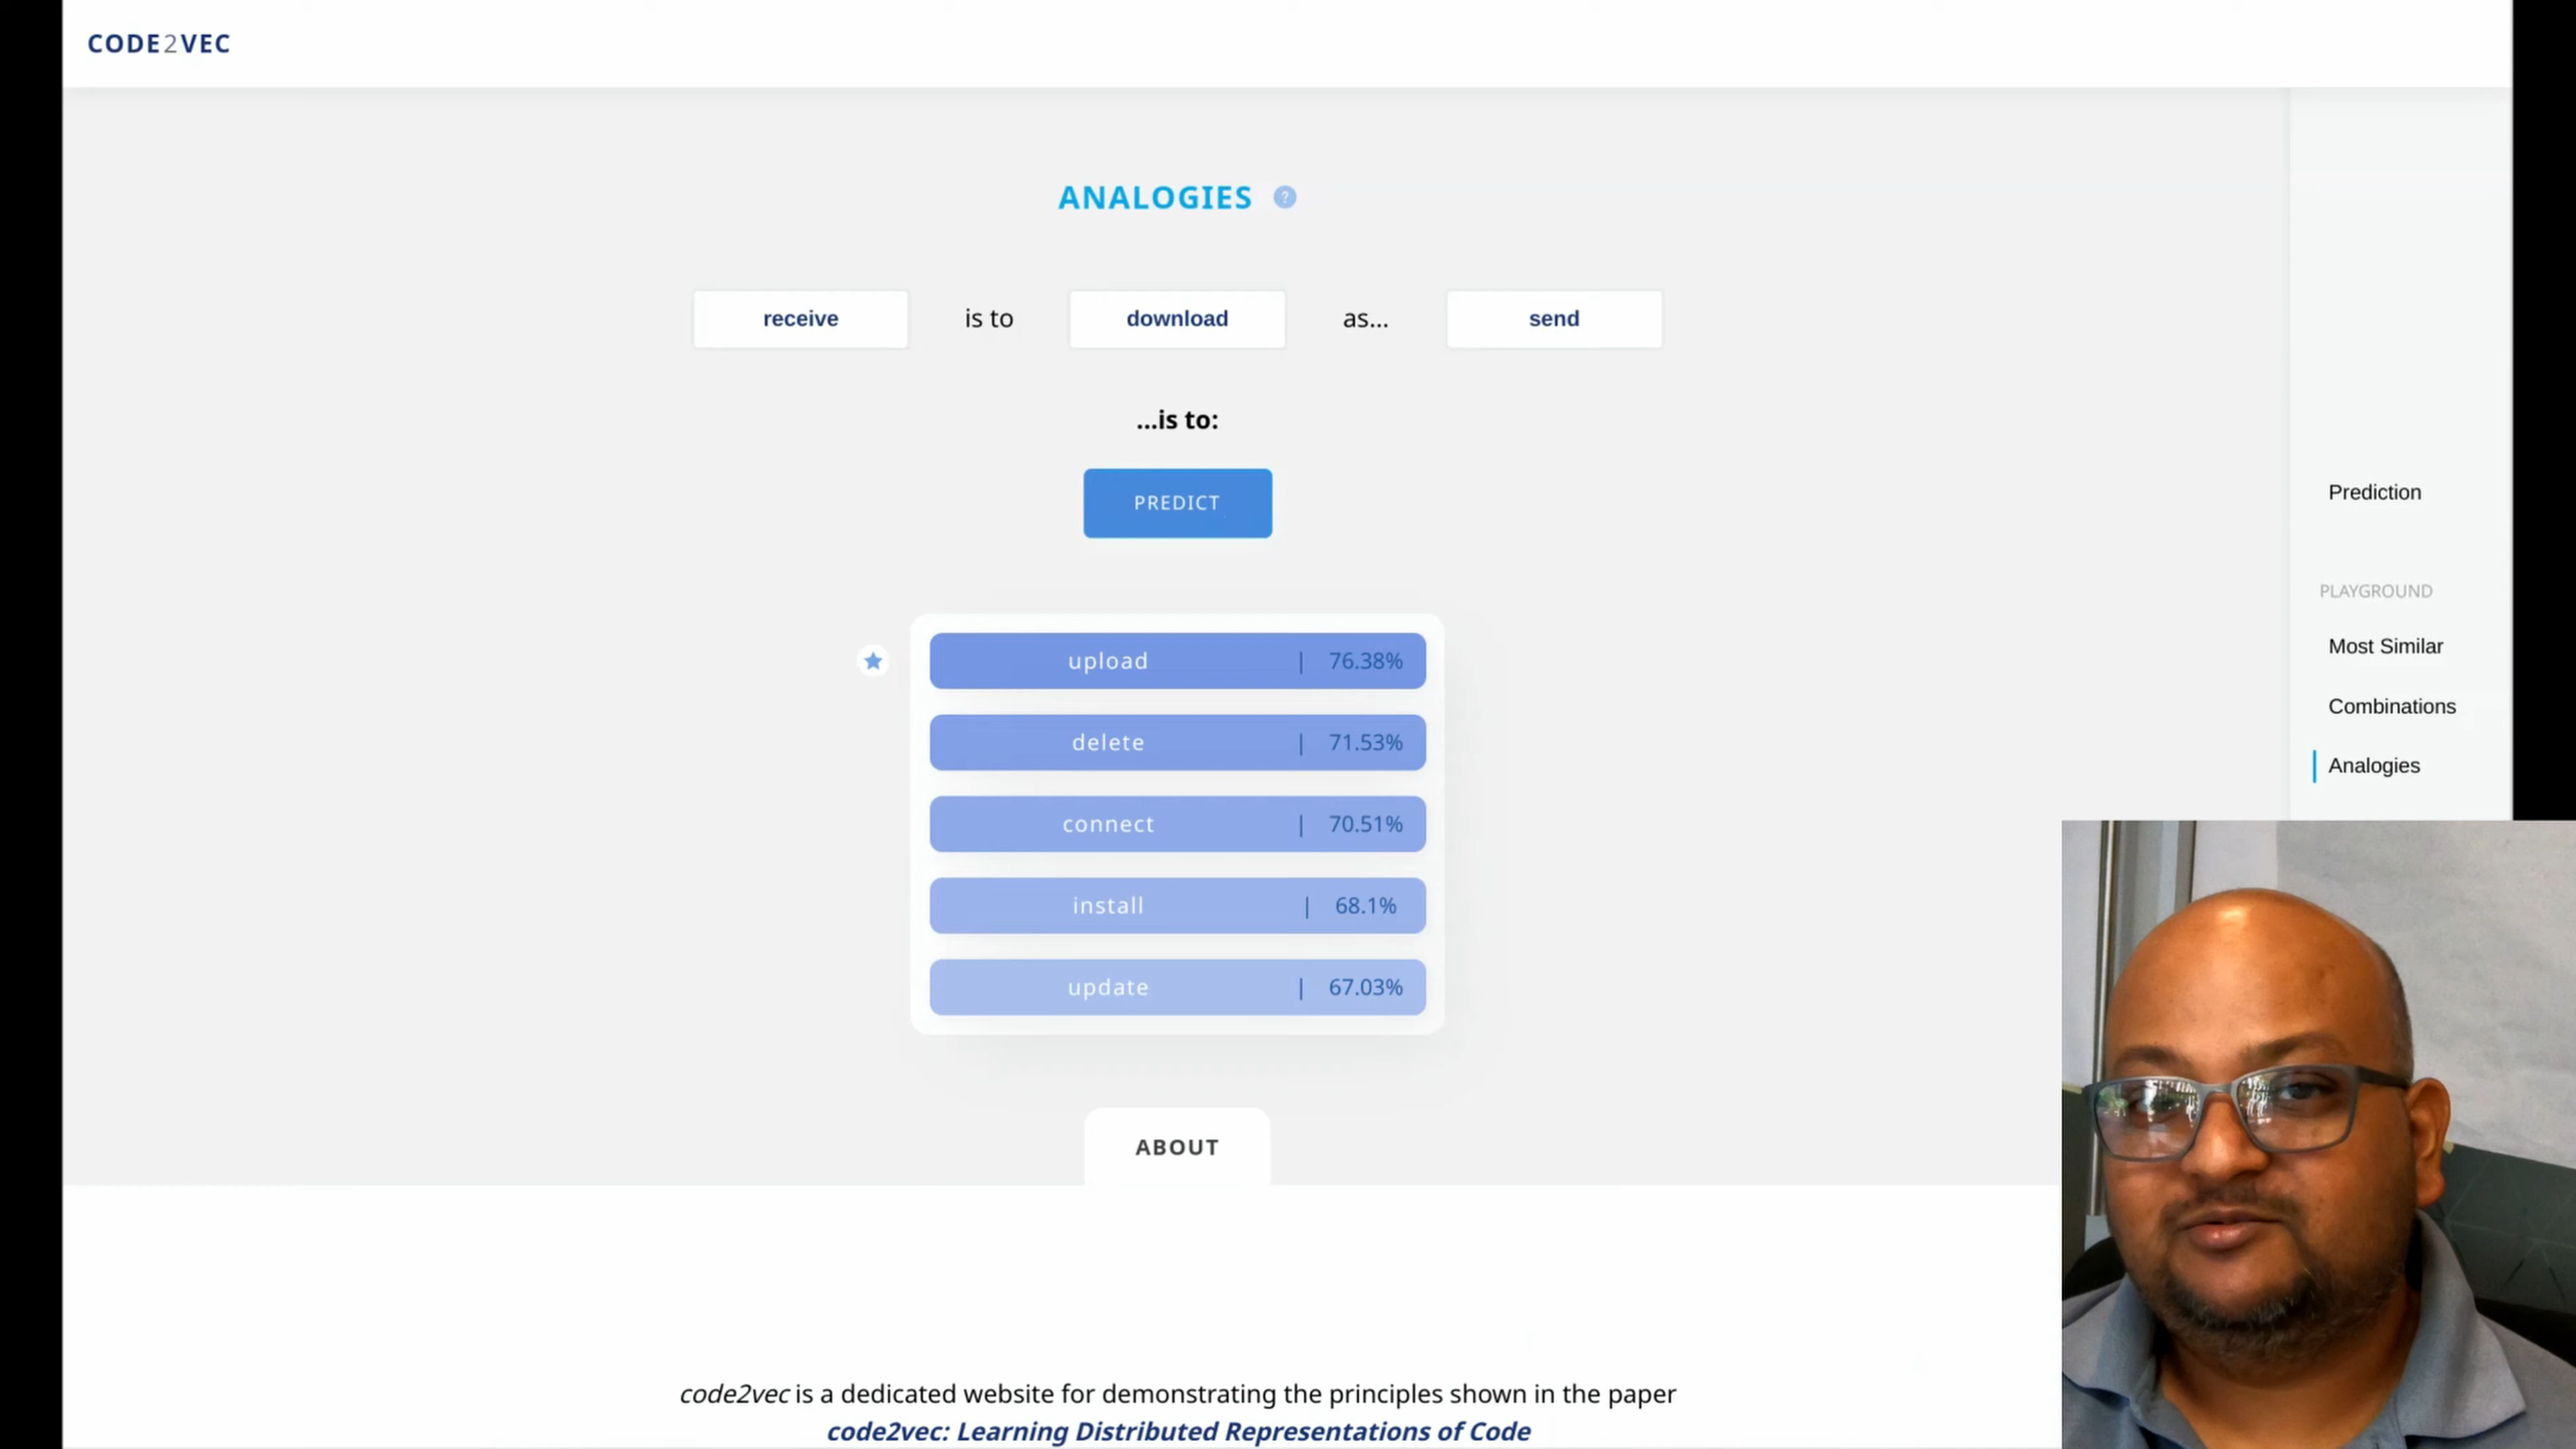 CODE2VEC
ANALOGIES ?
receive is to download as... send
...is to:
PREDICT
upload | 76.38%
delete | 71.53%
connect | 70.51%
install | 68.1%
update | 67.03%
Prediction
PLAYGROUND
Most Similar
Combinations
Analogies
ABOUT
code2vec is a dedicated website for demonstrating the principles shown in the paper
code2vec: Learning Distributed Representations of Code